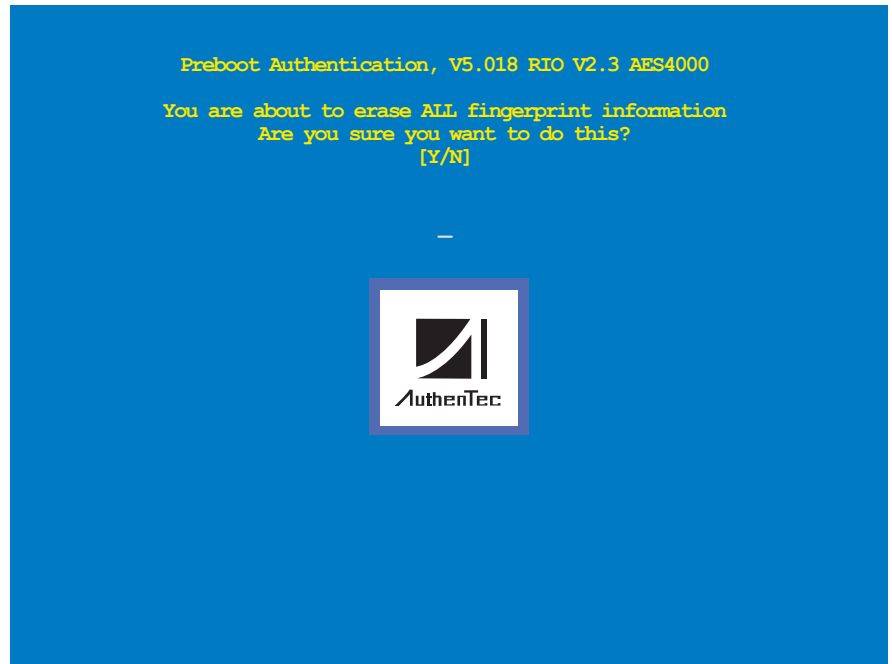 Preboot Authentication, V5.018 RIO V2.3 AES4000
You are about to erase ALL fingerprint information
Are you sure you want to do this?
[Y/N]
_
AuthenTec